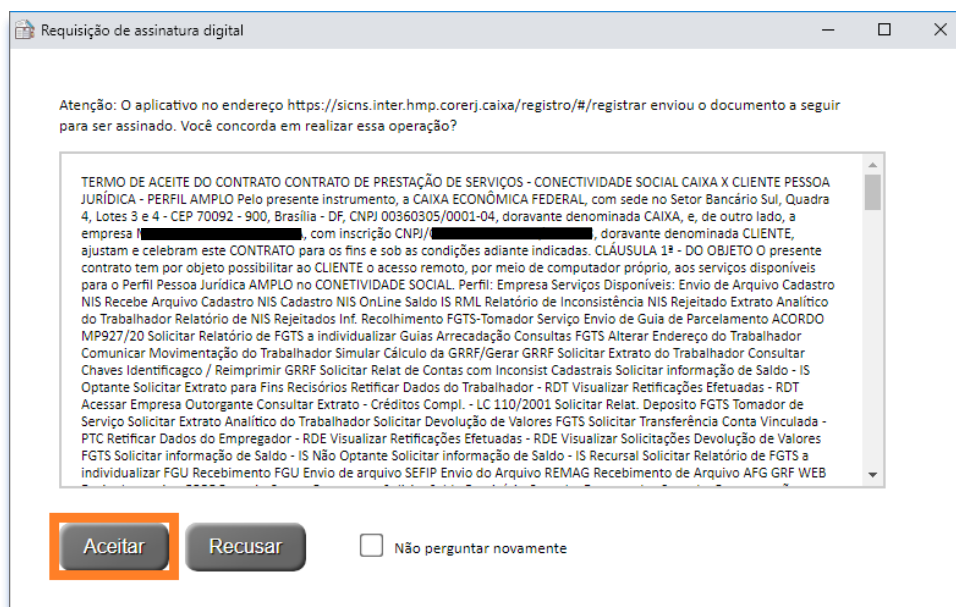 Requisição de assinatura digital
Atenção: O aplicativo no endereço https://sicns.inter.hmp.corerj.caixa/registro/#/registrar enviou o documento a seguir
para ser assinado. Você concorda em realizar essa operação?
TERMO DE ACEITE DO CONTRATO CONTRATO DE PRESTAÇÃO DE SERVIÇOS - CONECTIVIDADE SOCIAL CAIXA X CLIENTE PESSOA
JURÍDICA - PERFIL AMPLO Pelo presente instrumento, a CAIXA ECONÔMICA FEDERAL, com sede no Setor Bancário Sul, Quadra
4, Lotes 3 e 4 - CEP 70092 - 900, Brasília - DF, CNPJ 00360305/0001-04, doravante denominada CAIXA, e, de outro lado, a
empresa , com inscrição CNPJ/ , doravante denominada CLIENTE,
ajustam e celebram este CONTRATO para os fins e sob as condições adiante indicadas. CLÁUSULA 1ª - DO OBJETO O presente
contrato tem por objeto possibilitar ao CLIENTE o acesso remoto, por meio de computador próprio, aos serviços disponíveis
para o Perfil Pessoa Jurídica AMPLO no CONETIVIDADE SOCIAL. Perfil: Empresa Serviços Disponíveis: Envio de Arquivo Cadastro
NIS Recebe Arquivo Cadastro NIS Cadastro NIS OnLine Saldo IS RML Relatório de Inconsistência NIS Rejeitado Extrato Analítico
do Trabalhador Relatório de NIS Rejeitados Inf. Recolhimento FGTS-Tomador Serviço Envio de Guia de Parcelamento ACORDO
MP927/20 Solicitar Relatório de FGTS a individualizar Guias Arrecadação Consultas FGTS Alterar Endereço do Trabalhador
Comunicar Movimentação do Trabalhador Simular Cálculo da GRRF/Gerar GRRF Solicitar Extrato do Trabalhador Consultar
Chaves Identificagco / Reimprimir GRRF Solicitar Relat de Contas com Inconsist Cadastrais Solicitar informação de Saldo - IS
Optante Solicitar Extrato para Fins Recisórios Retificar Dados do Trabalhador - RDT Visualizar Retificações Efetuadas - RDT
Acessar Empresa Outorgante Consultar Extrato - Créditos Compl. - LC 110/2001 Solicitar Relat. Deposito FGTS Tomador de
Serviço Solicitar Extrato Analítico do Trabalhador Solicitar Devolução de Valores FGTS Solicitar Transferência Conta Vinculada -
PTC Retificar Dados do Empregador - RDE Visualizar Retificações Efetuadas - RDE Visualizar Solicitações Devolução de Valores
FGTS Solicitar informação de Saldo - IS Não Optante Solicitar informação de Saldo - IS Recursal Solicitar Relatório de FGTS a
individualizar FGU Recebimento FGU Envio de arquivo SEFIP Envio do Arquivo REMAG Recebimento de Arquivo AFG GRF WEB
Aceitar Recusar Não perguntar novamente